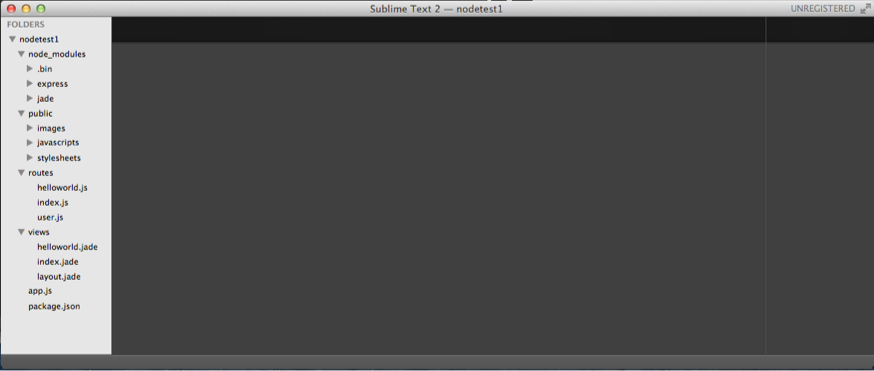 Sublime Text 2 — nodetest1
UNREGISTERED
FOLDERS
nodetest1
node_modules
.bin
express
jade
public
images
javascripts
stylesheets
routes
helloworld.js
index.js
user.js
views
helloworld.jade
index.jade
layout.jade
app.js
package.json